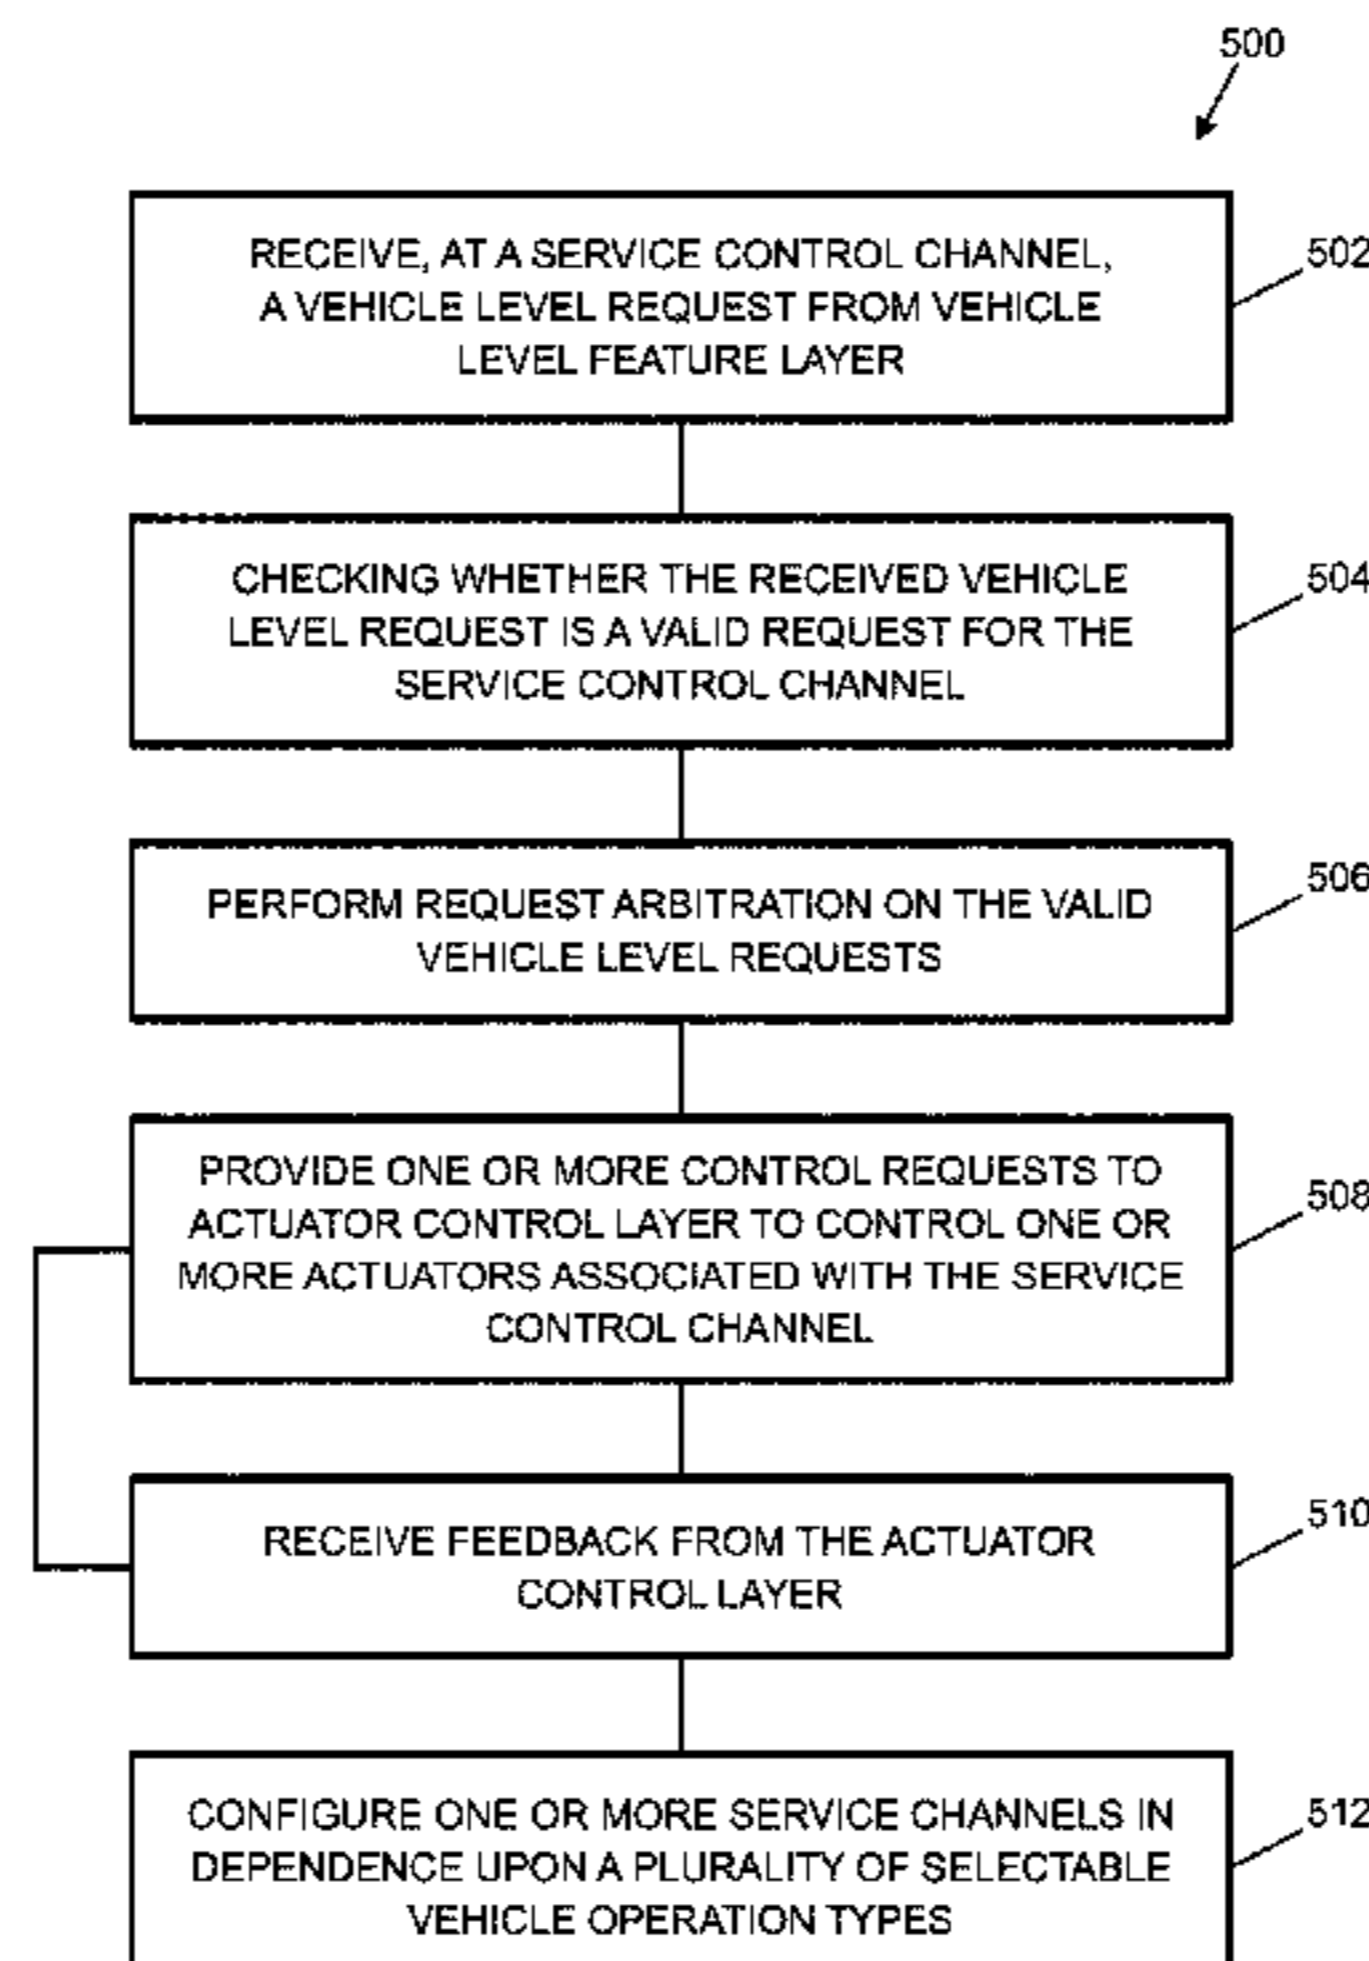 500
RECEIVE, AT A SERVICE CONTROL CHANNEL,
A VEHICLE LEVEL REQUEST FROM VEHICLE
LEVEL FEATURE LAYER
502
CHECKING WHETHER THE RECEIVED VEHICLE
LEVEL REQUEST IS A VALID REQUEST FOR THE
SERVICE CONTROL CHANNEL
504
PERFORM REQUEST ARBITRATION ON THE VALID
VEHICLE LEVEL REQUESTS
506
PROVIDE ONE OR MORE CONTROL REQUESTS TO
ACTUATOR CONTROL LAYER TO CONTROL ONE OR
MORE ACTUATORS ASSOCIATED WITH THE SERVICE
CONTROL CHANNEL
508
RECEIVE FEEDBACK FROM THE ACTUATOR
CONTROL LAYER
510
CONFIGURE ONE OR MORE SERVICE CHANNELS IN
DEPENDENCE UPON A PLURALITY OF SELECTABLE
VEHICLE OPERATION TYPES
512